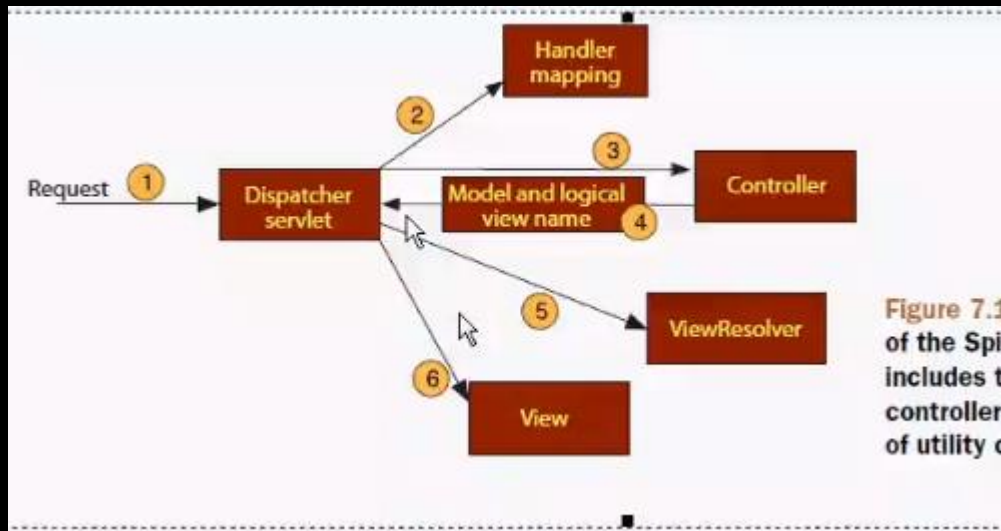 Handler
mapping
2
3
Request
1
Dispatcher
servlet
Model and logical
view name
4
Controller
5
ViewResolver
6
View
Figure 7.1
of the Spi
includes t
controller
of utility